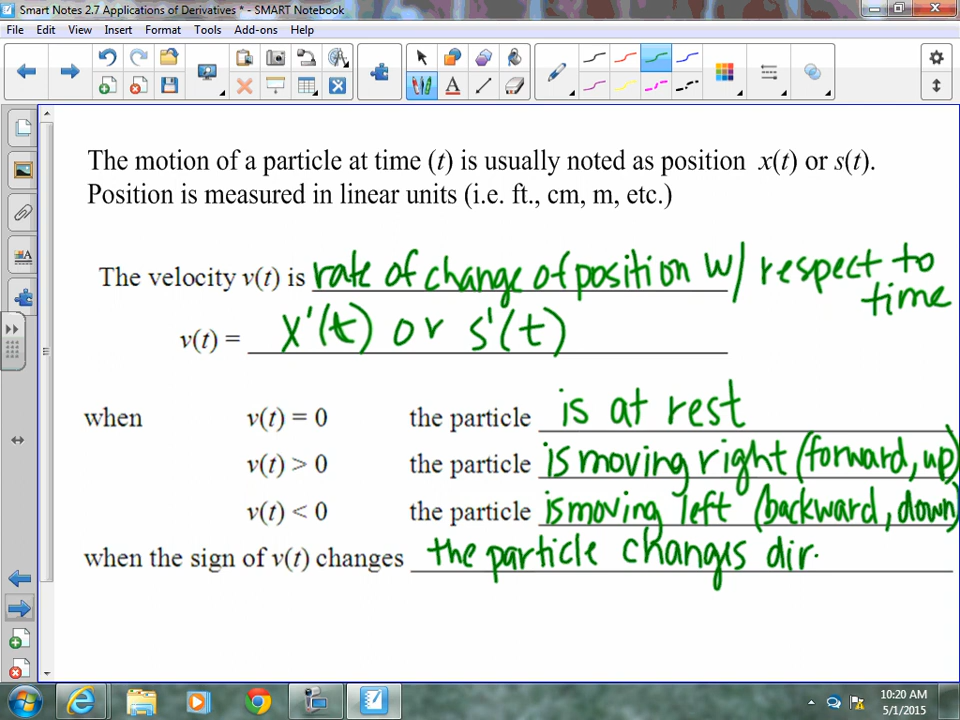 Smart Notes 2.7 Applications of Derivatives * - SMART Notebook
File Edit View Insert Format Tools Add-ons Help
The motion of a particle at time (t) is usually noted as position x(t) or s(t).
Position is measured in linear units (i.e. ft., cm, m, etc.)
The velocity v(t) is rate of change of position w/ respect to
time
v(t) = x'(t) or s'(t)
when v(t) = 0 the particle is at rest
v(t) > 0 the particle is moving right (forward, up)
v(t) < 0 the particle is moving left (backward, down)
when the sign of v(t) changes the particle changes dir.
10:20 AM
5/1/2015